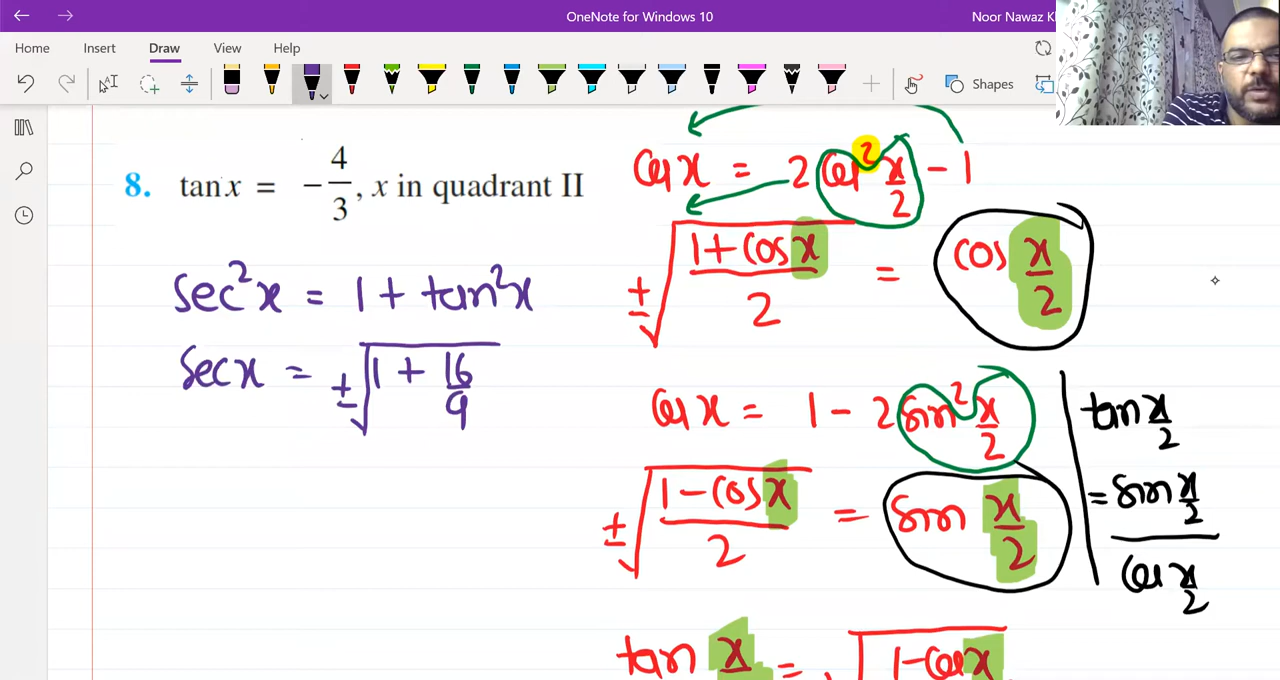 OneNote for Windows 10
Noor Nawaz
Home Insert Draw View Help
Shapes
8. tan x = -4/3, x in quadrant II
sec²x = 1 + tan²x
sec x = ±√(1 + 16/9)
cos x = 2 cos² x/2 - 1
±√((1 + cos x)/2) = cos x/2
cos x = 1 - 2 sin² x/2
±√((1 - cos x)/2) = sin x/2
tan x/2
= sin x/2
cos x/2
tan x = √ 1 - cos x